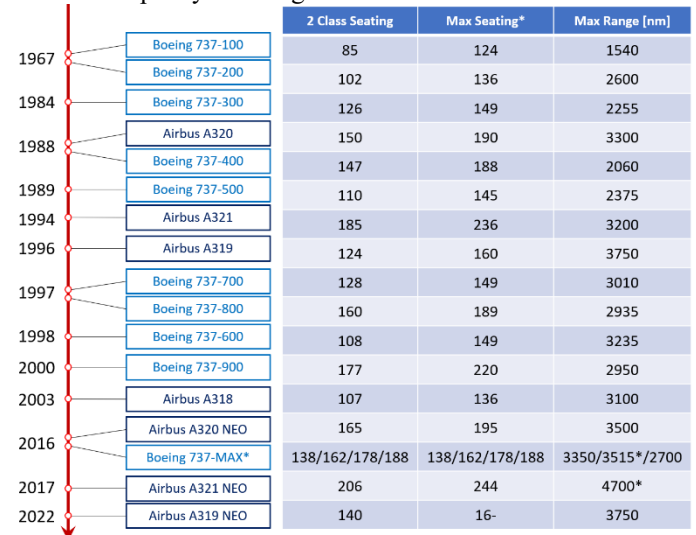 2 Class Seating Max Seating* Max Range [nm]
1967 Boeing 737-100 85 124 1540
Boeing 737-200 102 136 2600
1984 Boeing 737-300 126 149 2255
1988 Airbus A320 150 190 3300
Boeing 737-400 147 188 2060
1989 Boeing 737-500 110 145 2375
1994 Airbus A321 185 236 3200
1996 Airbus A319 124 160 3750
1997 Boeing 737-700 128 149 3010
Boeing 737-800 160 189 2935
1998 Boeing 737-600 108 149 3235
2000 Boeing 737-900 177 220 2950
2003 Airbus A318 107 136 3100
2016 Airbus A320 NEO 165 195 3500
Boeing 737-MAX* 138/162/178/188 138/162/178/188 3350/3515*/2700
2017 Airbus A321 NEO 206 244 4700*
2022 Airbus A319 NEO 140 16- 3750